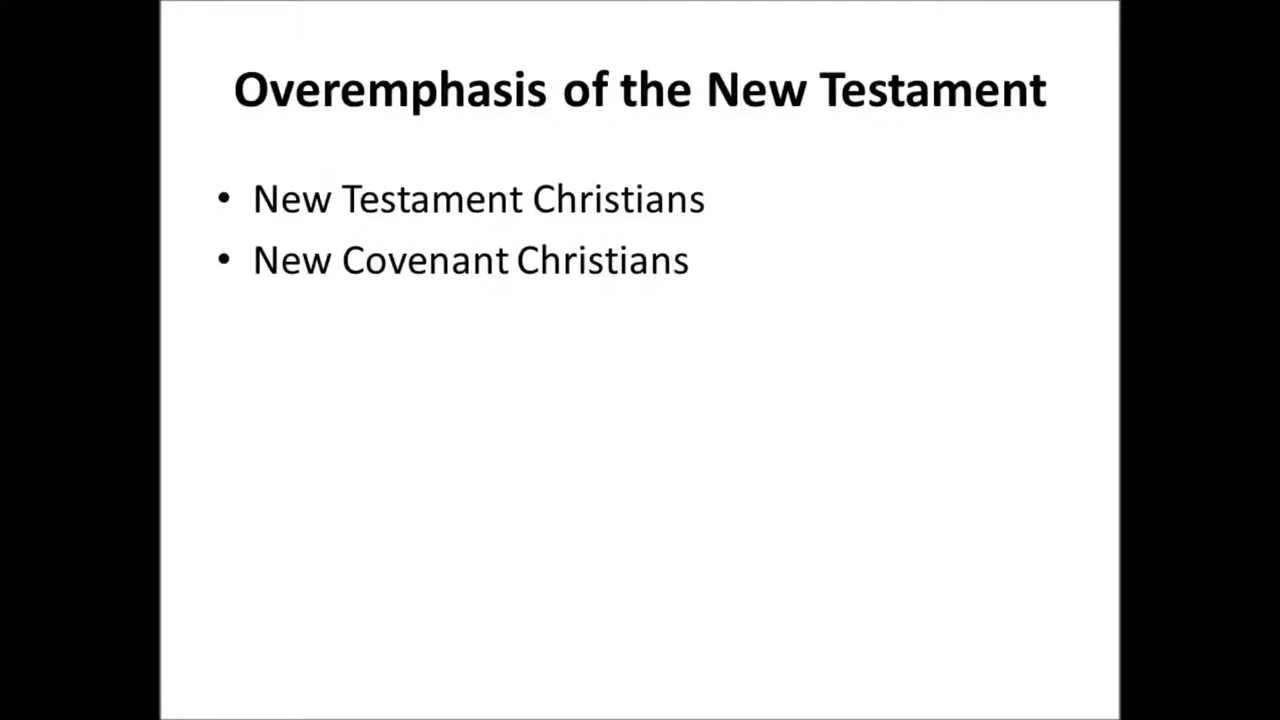 Overemphasis of the New Testament
• New Testament Christians
• New Covenant Christians